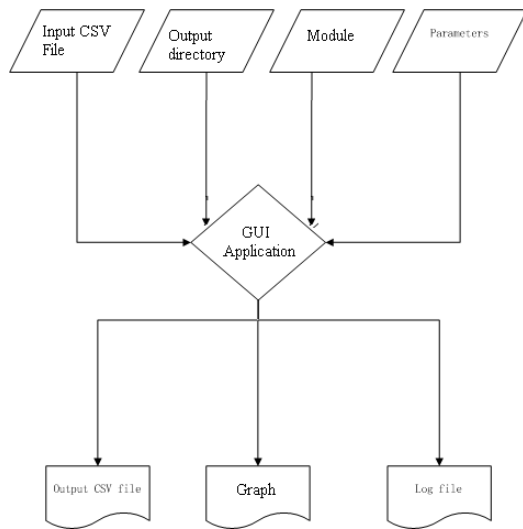 Input CSV
File
Output
directory
Module
Parameters
GUI
Application
Output CSV file
Graph
Log file